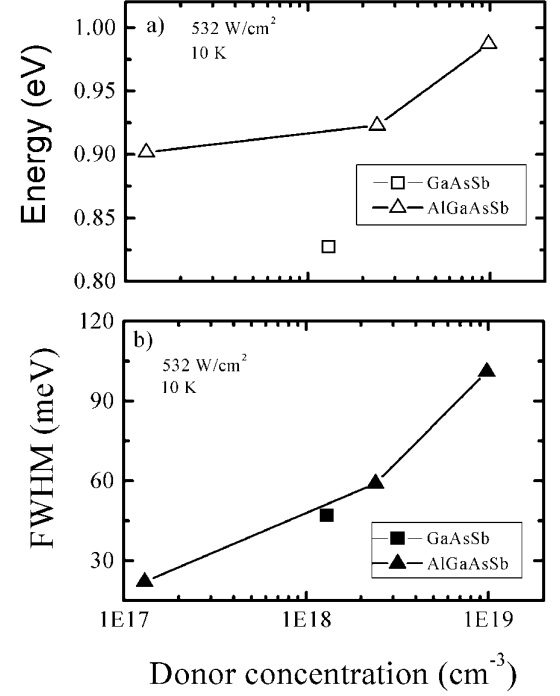 a)
532 W/cm²
10 K
Energy (eV)
1.00
0.95
0.90
0.85
0.80
GaAsSb
AlGaAsSb
b)
532 W/cm²
10 K
FWHM (meV)
120
90
60
30
GaAsSb
AlGaAsSb
1E17
1E18
1E19
Donor concentration (cm⁻³)